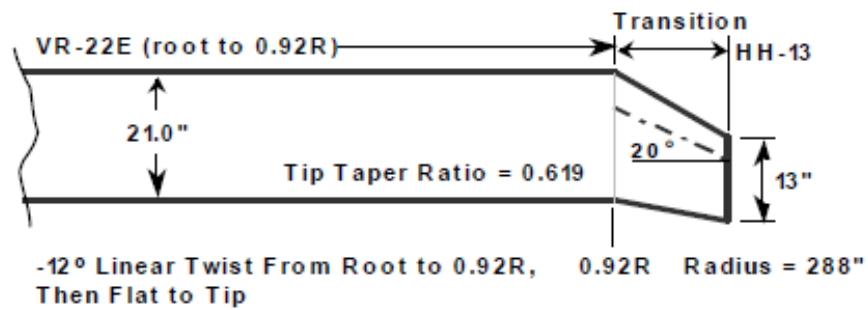 Transition
VR-22E (root to 0.92R)
HH-13
21.0"
20°
Tip Taper Ratio = 0.619
13"
-12º Linear Twist From Root to 0.92R, 0.92R Radius = 288"
Then Flat to Tip